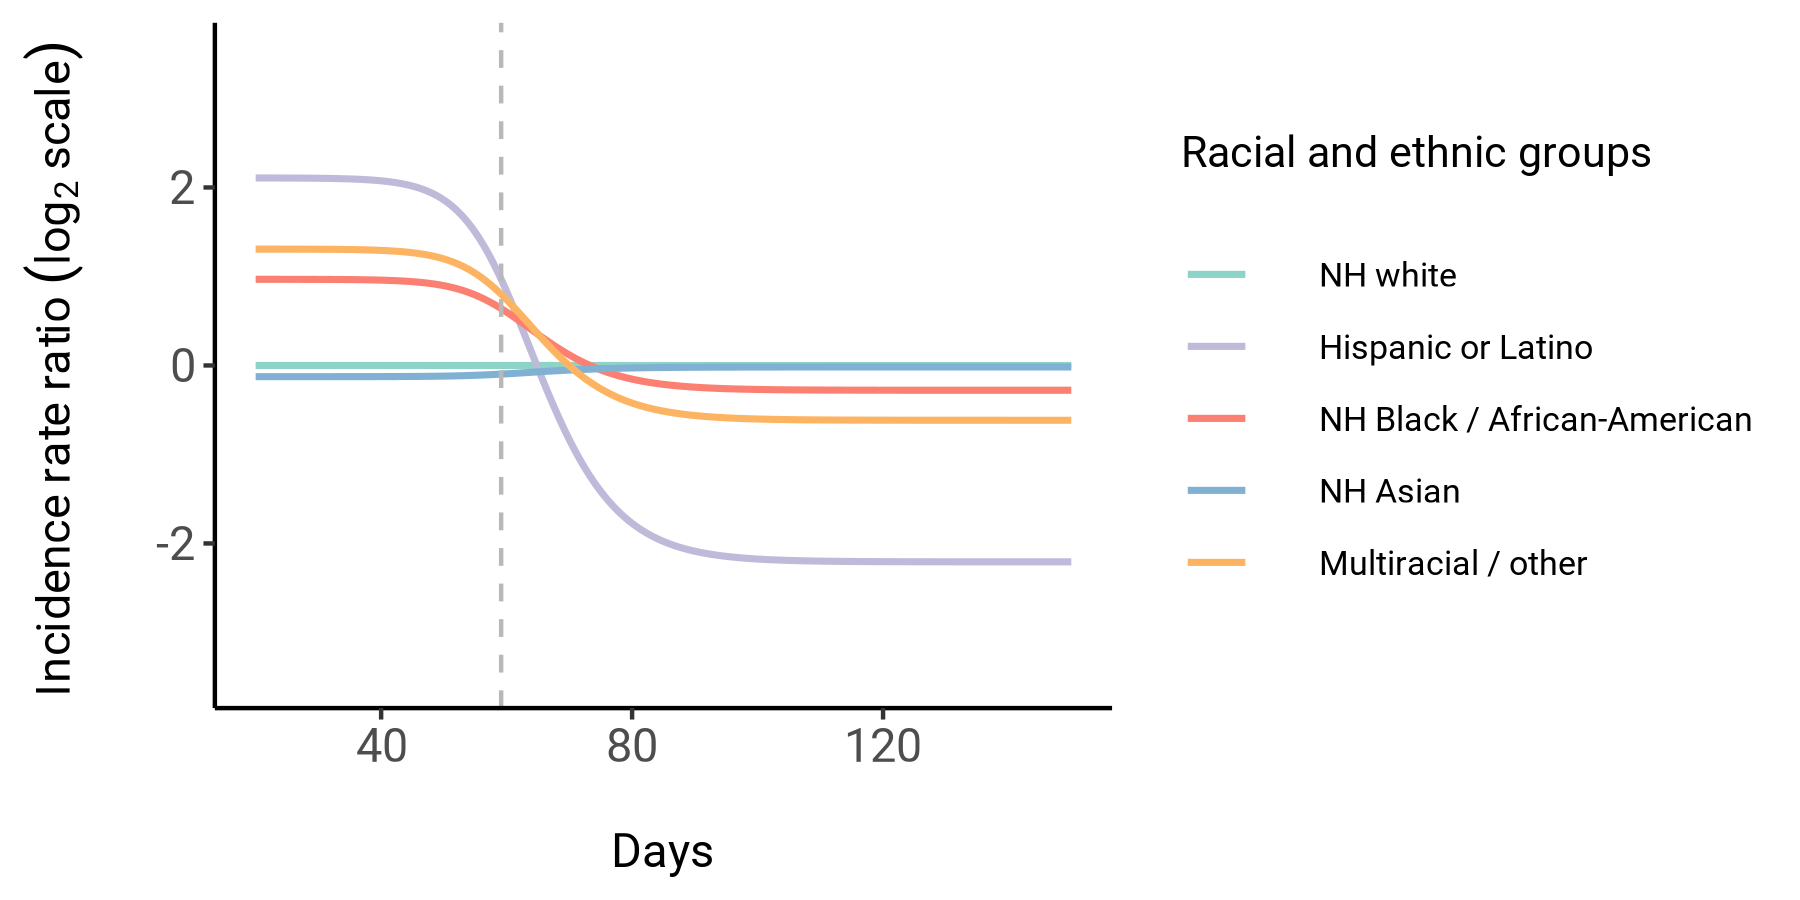 Incidence rate ratio (log₂ scale)
2
0
-2
40
80
120
Days
Racial and ethnic groups
NH white
Hispanic or Latino
NH Black / African-American
NH Asian
Multiracial / other